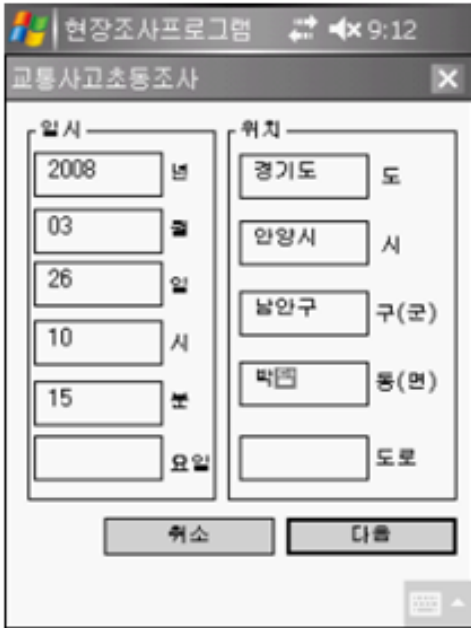 현장조사프로그램 9:12
교통사고초동조사
일시
2008 년
03 월
26 일
10 시
15 분
요일
위치
경기도 도
안양시 시
남안구 구(군)
박 동(면)
도로
취소 다음